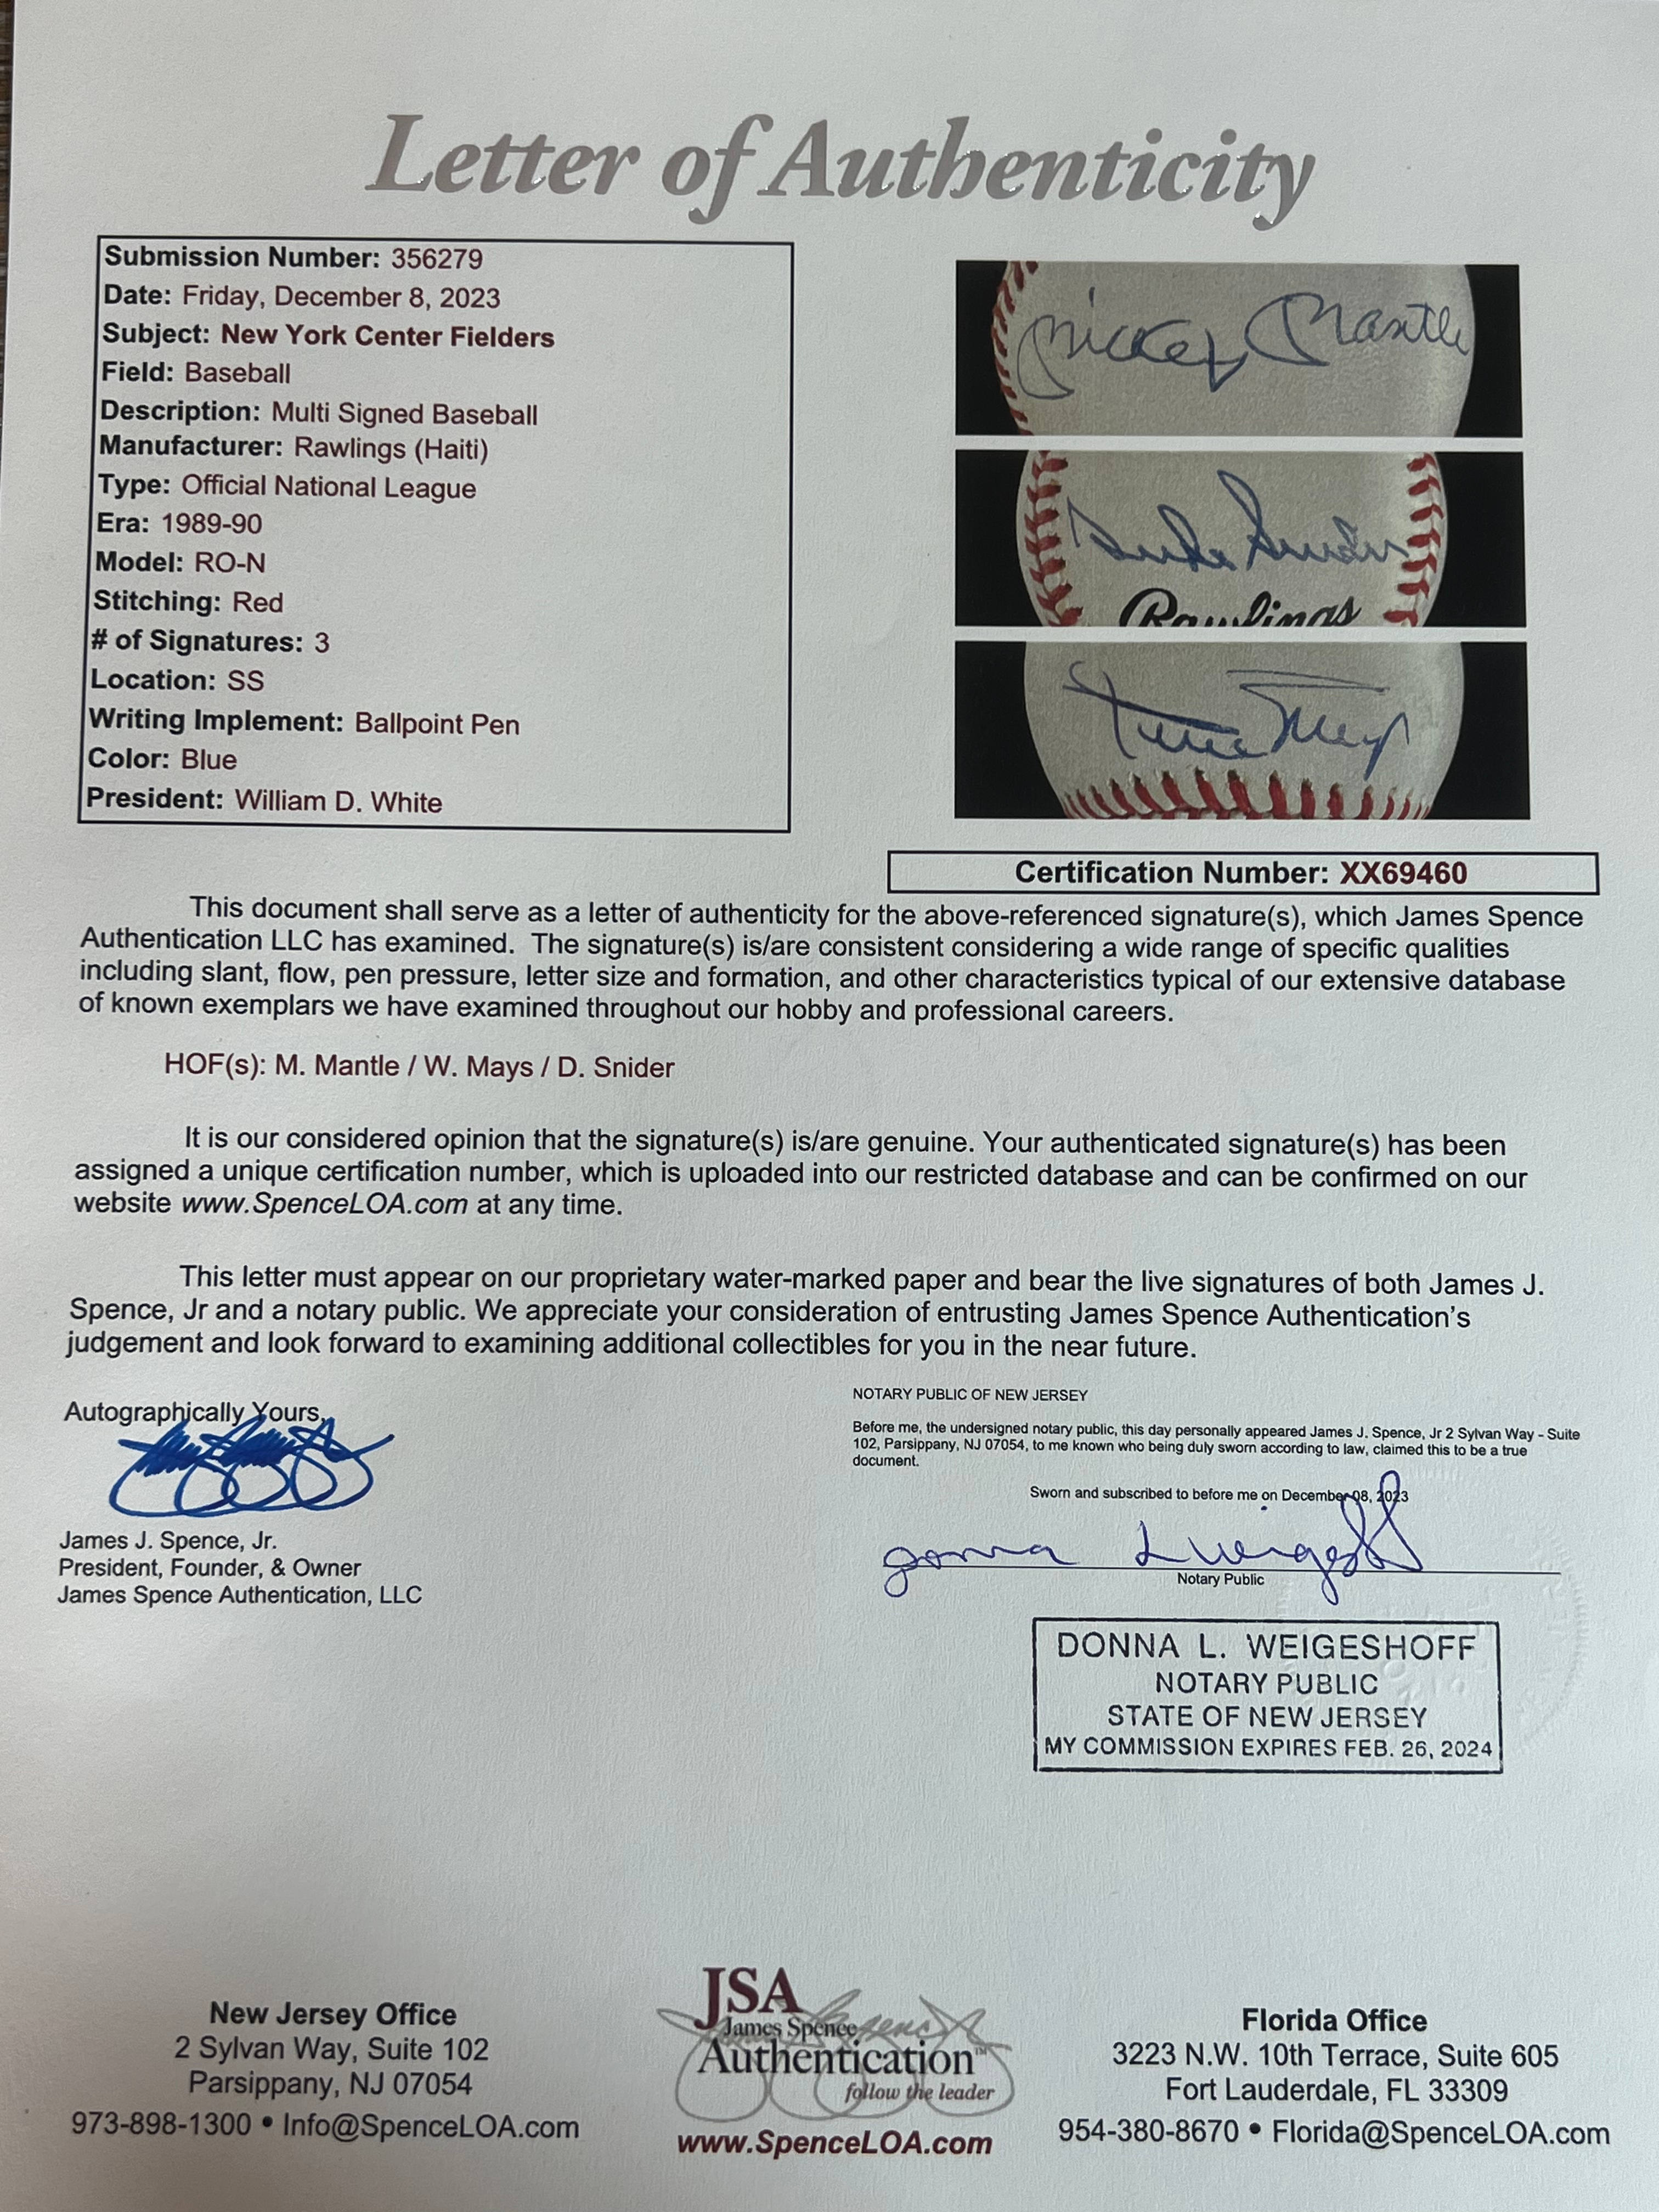 Letter of Authenticity
Submission Number: 356279
Date: Friday, December 8, 2023
Subject: New York Center Fielders
Field: Baseball
Description: Multi Signed Baseball
Manufacturer: Rawlings (Haiti)
Type: Official National League
Era: 1989-90
Model: RO-N
Stitching: Red
# of Signatures: 3
Location: SS
Writing Implement: Ballpoint Pen
Color: Blue
President: William D. White
Mickey Mantle
Duke Snider
Rawlings
Willie Mays
Certification Number: XX69460
This document shall serve as a letter of authenticity for the above-referenced signature(s), which James Spence
Authentication LLC has examined. The signature(s) is/are consistent considering a wide range of specific qualities
including slant, flow, pen pressure, letter size and formation, and other characteristics typical of our extensive database
of known exemplars we have examined throughout our hobby and professional careers.
HOF(s): M. Mantle / W. Mays / D. Snider
It is our considered opinion that the signature(s) is/are genuine. Your authenticated signature(s) has been
assigned a unique certification number, which is uploaded into our restricted database and can be confirmed on our
website www.SpenceLOA.com at any time.
This letter must appear on our proprietary water-marked paper and bear the live signatures of both James J.
Spence, Jr and a notary public. We appreciate your consideration of entrusting James Spence Authentication's
judgement and look forward to examining additional collectibles for you in the near future.
Autographically Yours,
James J. Spence, Jr.
President, Founder, & Owner
James Spence Authentication, LLC
NOTARY PUBLIC OF NEW JERSEY
Before me, the undersigned notary public, this day personally appeared James J. Spence, Jr 2 Sylvan Way - Suite
102, Parsippany, NJ 07054, to me known who being duly sworn according to law, claimed this to be a true
document.
Sworn and subscribed to before me on December 08, 2023
Donna L Weigeshoff
Notary Public
DONNA L. WEIGESHOFF
NOTARY PUBLIC
STATE OF NEW JERSEY
MY COMMISSION EXPIRES FEB. 26, 2024
New Jersey Office
2 Sylvan Way, Suite 102
Parsippany, NJ 07054
973-898-1300 • Info@SpenceLOA.com
JSA
James Spence
Authentication™
follow the leader
www.SpenceLOA.com
Florida Office
3223 N.W. 10th Terrace, Suite 605
Fort Lauderdale, FL 33309
954-380-8670 • Florida@SpenceLOA.com